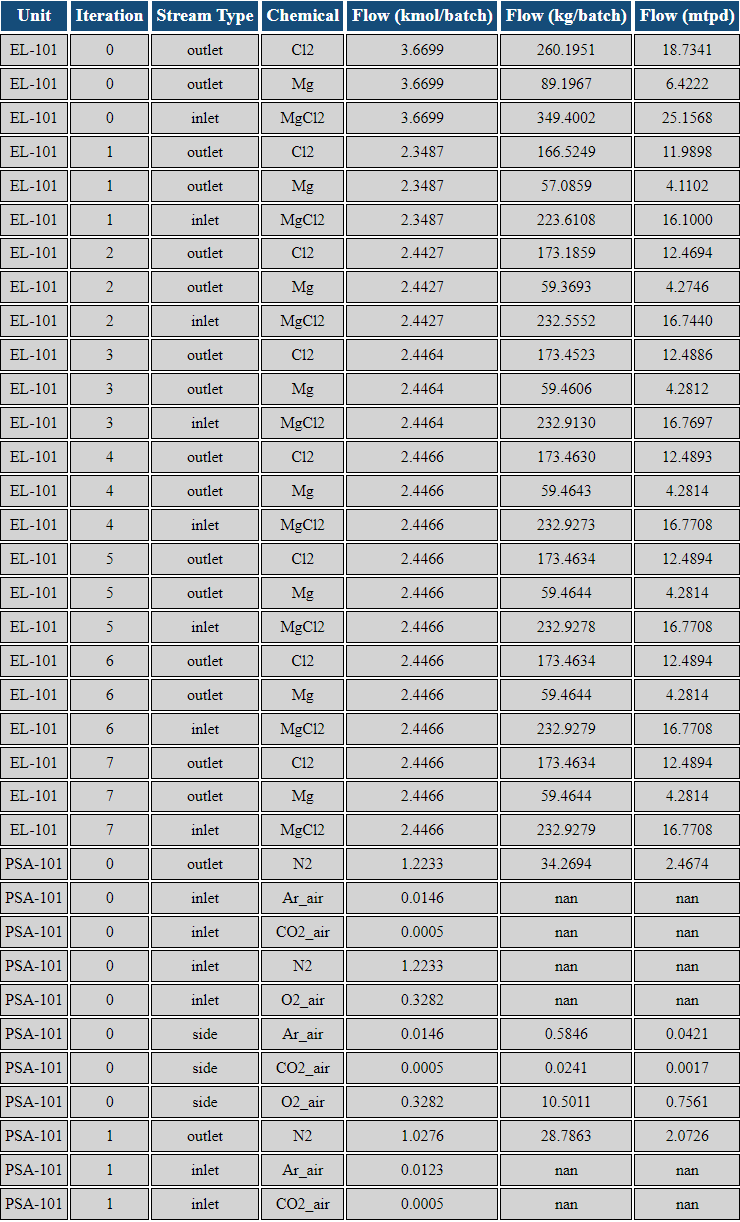 Unit Iteration Stream Type Chemical Flow (kmol/batch) Flow (kg/batch) Flow (mtpd)
EL-101 0 outlet Cl2 3.6699 260.1951 18.7341
EL-101 0 outlet Mg 3.6699 89.1967 6.4222
EL-101 0 inlet MgCl2 3.6699 349.4002 25.1568
EL-101 1 outlet Cl2 2.3487 166.5249 11.9898
EL-101 1 outlet Mg 2.3487 57.0859 4.1102
EL-101 1 inlet MgCl2 2.3487 223.6108 16.1000
EL-101 2 outlet Cl2 2.4427 173.1859 12.4694
EL-101 2 outlet Mg 2.4427 59.3693 4.2746
EL-101 2 inlet MgCl2 2.4427 232.5552 16.7440
EL-101 3 outlet Cl2 2.4464 173.4523 12.4886
EL-101 3 outlet Mg 2.4464 59.4606 4.2812
EL-101 3 inlet MgCl2 2.4464 232.9130 16.7697
EL-101 4 outlet Cl2 2.4466 173.4630 12.4893
EL-101 4 outlet Mg 2.4466 59.4643 4.2814
EL-101 4 inlet MgCl2 2.4466 232.9273 16.7708
EL-101 5 outlet Cl2 2.4466 173.4634 12.4894
EL-101 5 outlet Mg 2.4466 59.4644 4.2814
EL-101 5 inlet MgCl2 2.4466 232.9278 16.7708
EL-101 6 outlet Cl2 2.4466 173.4634 12.4894
EL-101 6 outlet Mg 2.4466 59.4644 4.2814
EL-101 6 inlet MgCl2 2.4466 232.9279 16.7708
EL-101 7 outlet Cl2 2.4466 173.4634 12.4894
EL-101 7 outlet Mg 2.4466 59.4644 4.2814
EL-101 7 inlet MgCl2 2.4466 232.9279 16.7708
PSA-101 0 outlet N2 1.2233 34.2694 2.4674
PSA-101 0 inlet Ar_air 0.0146 nan nan
PSA-101 0 inlet CO2_air 0.0005 nan nan
PSA-101 0 inlet N2 1.2233 nan nan
PSA-101 0 inlet O2_air 0.3282 nan nan
PSA-101 0 side Ar_air 0.0146 0.5846 0.0421
PSA-101 0 side CO2_air 0.0005 0.0241 0.0017
PSA-101 0 side O2_air 0.3282 10.5011 0.7561
PSA-101 1 outlet N2 1.0276 28.7863 2.0726
PSA-101 1 inlet Ar_air 0.0123 nan nan
PSA-101 1 inlet CO2_air 0.0005 nan nan